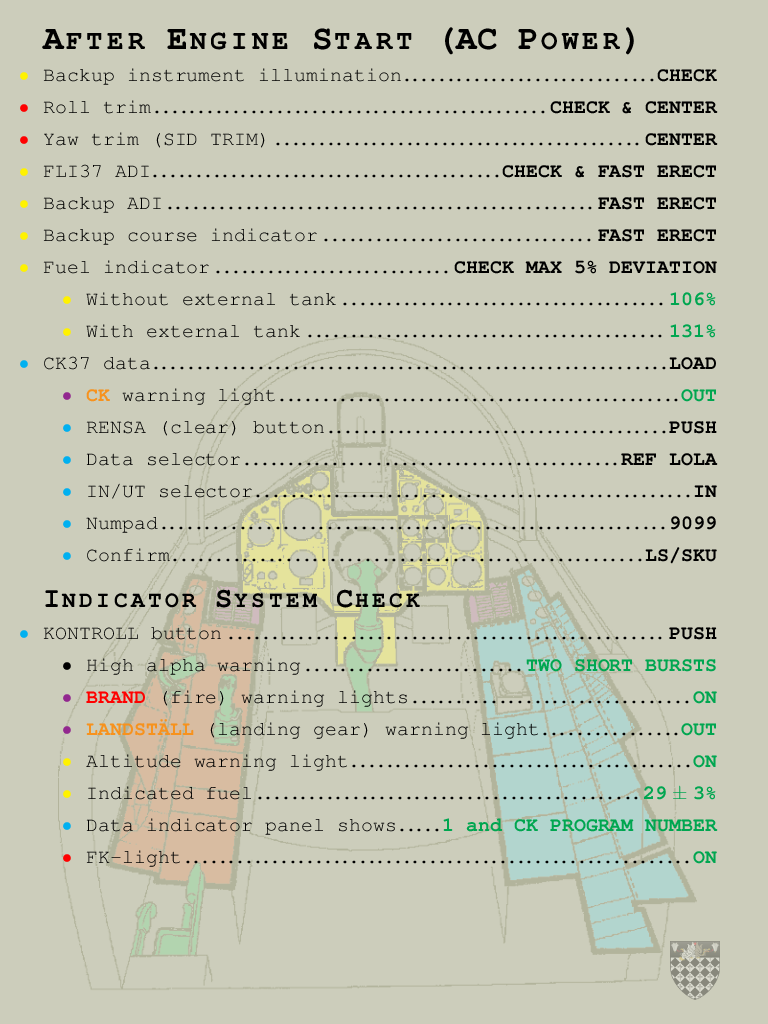 After Engine Start (AC Power)
Backup instrument illumination............................CHECK
Roll trim.............................................CHECK & CENTER
Yaw trim (SID TRIM)..........................................CENTER
FLI37 ADI........................................CHECK & FAST ERECT
Backup ADI.................................................FAST ERECT
Backup course indicator...............................FAST ERECT
Fuel indicator...........................CHECK MAX 5% DEVIATION
Without external tank.....................................106%
With external tank.........................................131%
CK37 data...........................................................LOAD
CK warning light..............................................OUT
RENSA (clear) button.......................................PUSH
Data selector...........................................REF LOLA
IN/UT selector..................................................IN
Numpad..........................................................9099
Confirm......................................................LS/SKU
Indicator System Check
KONTROLL button..................................................PUSH
High alpha warning.........................TWO SHORT BURSTS
BRAND (fire) warning lights................................ON
LANDSTÄLL (landing gear) warning light................OUT
Altitude warning light.......................................ON
Indicated fuel............................................29 ± 3%
Data indicator panel shows.....1 and CK PROGRAM NUMBER
FK-light..........................................................ON